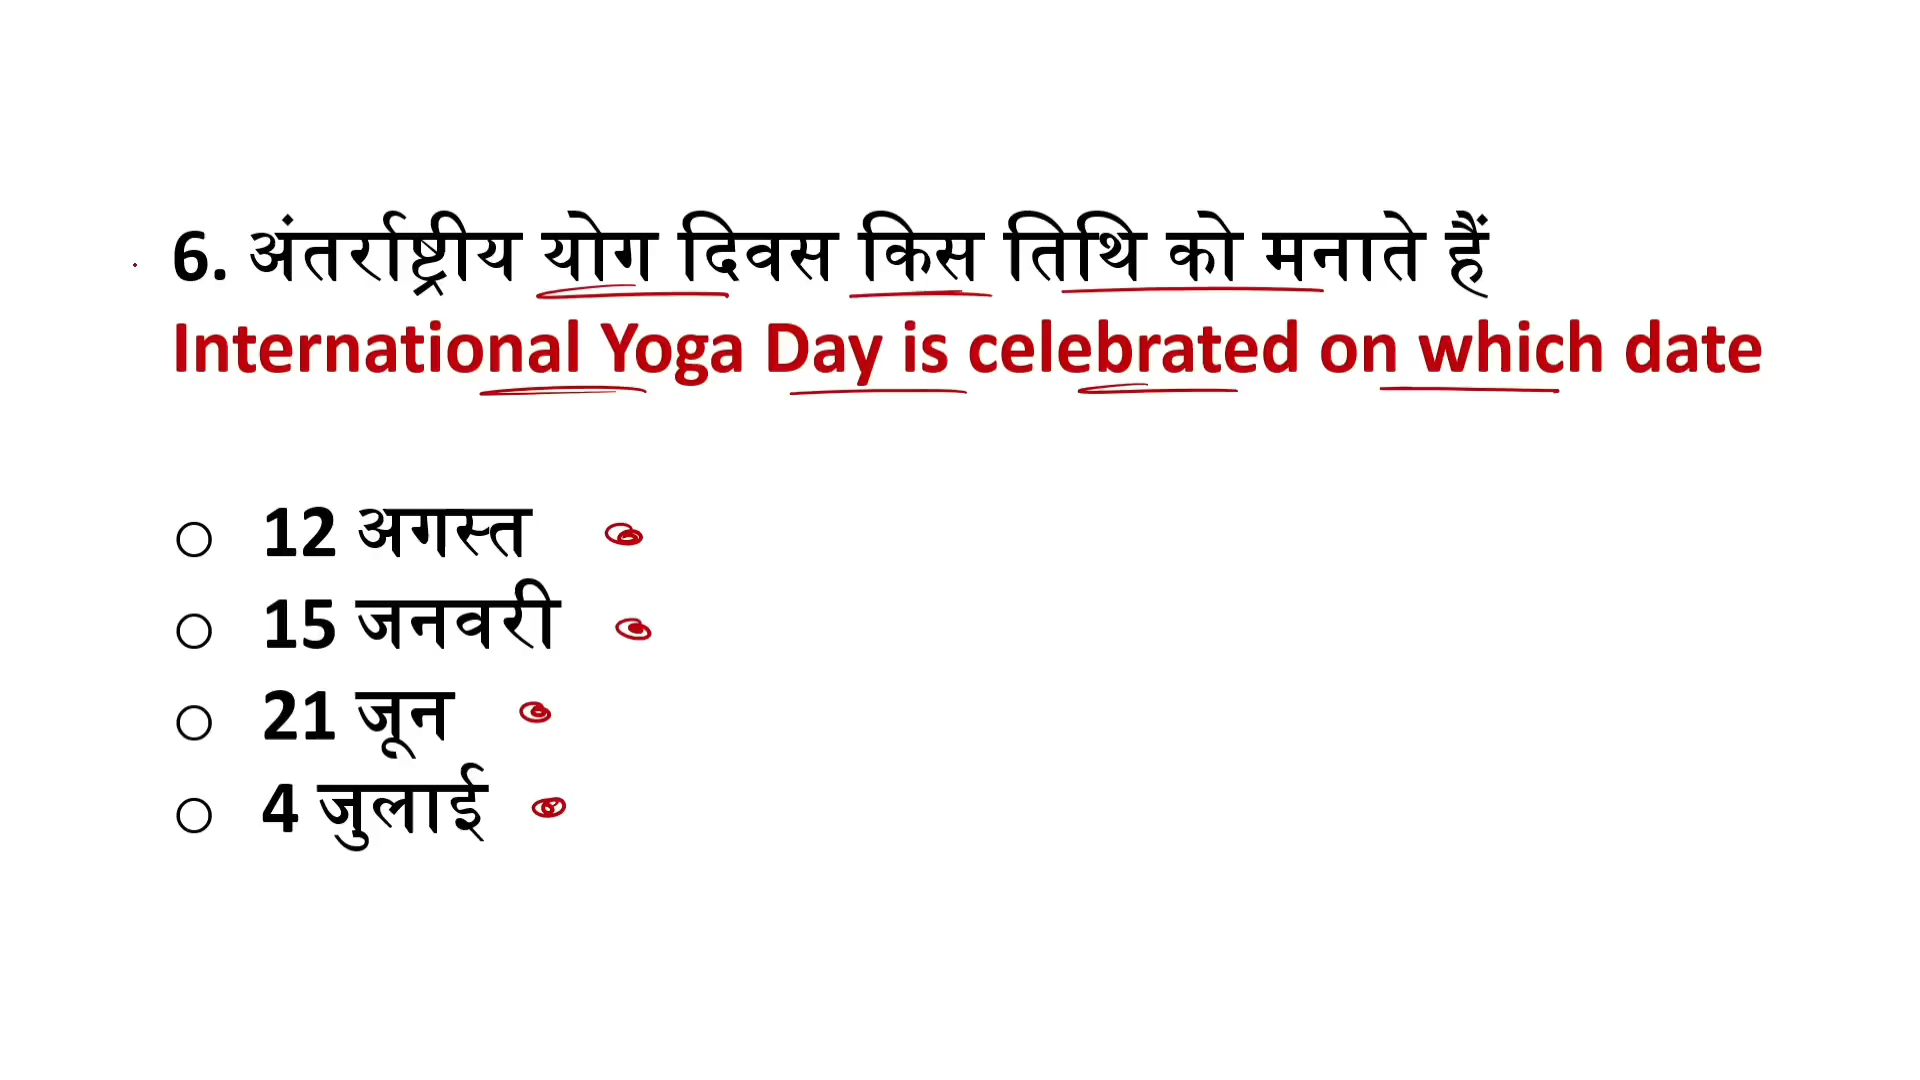 6. अंतर्राष्ट्रीय योग दिवस किस तिथि को मनाते हैं
International Yoga Day is celebrated on which date
12 अगस्त
15 जनवरी
21 जून
4 जुलाई